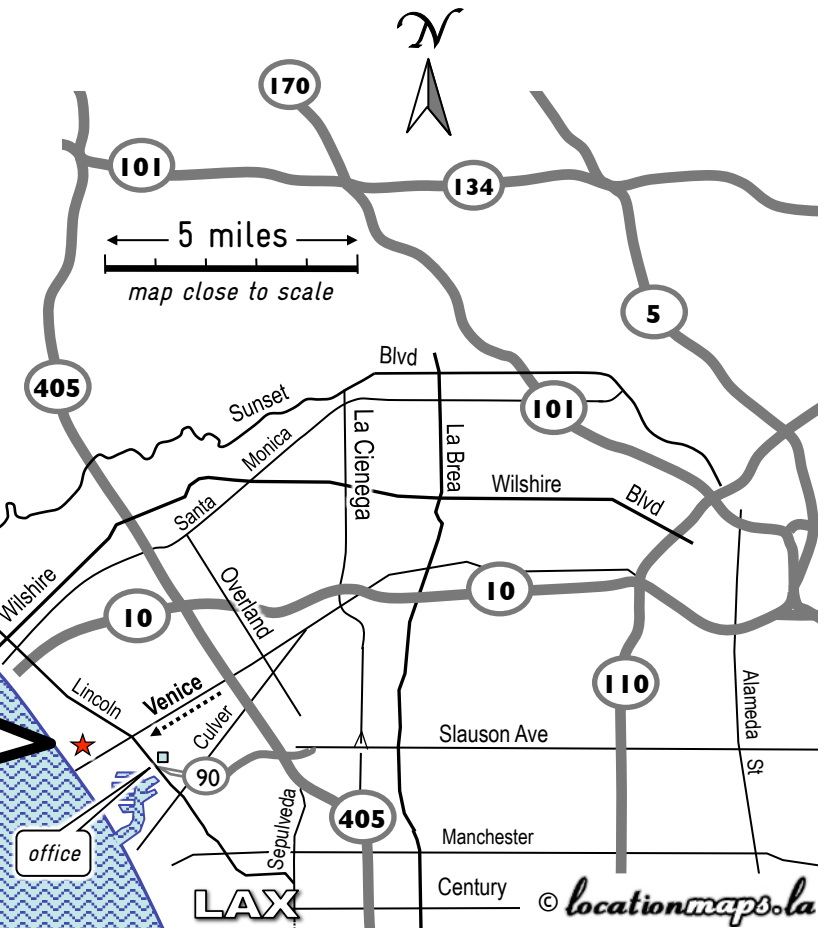 N
170
101
134
5 miles
map close to scale
5
405
Blvd
Sunset
101
Santa Monica
La Cienega
La Brea
Wilshire Blvd
Wilshire
Overland
10
10
110
Lincoln
Venice
Culver
Alameda St
Slauson Ave
90
405
Sepulveda
office
Manchester
Century
LAX
© locationmaps.la